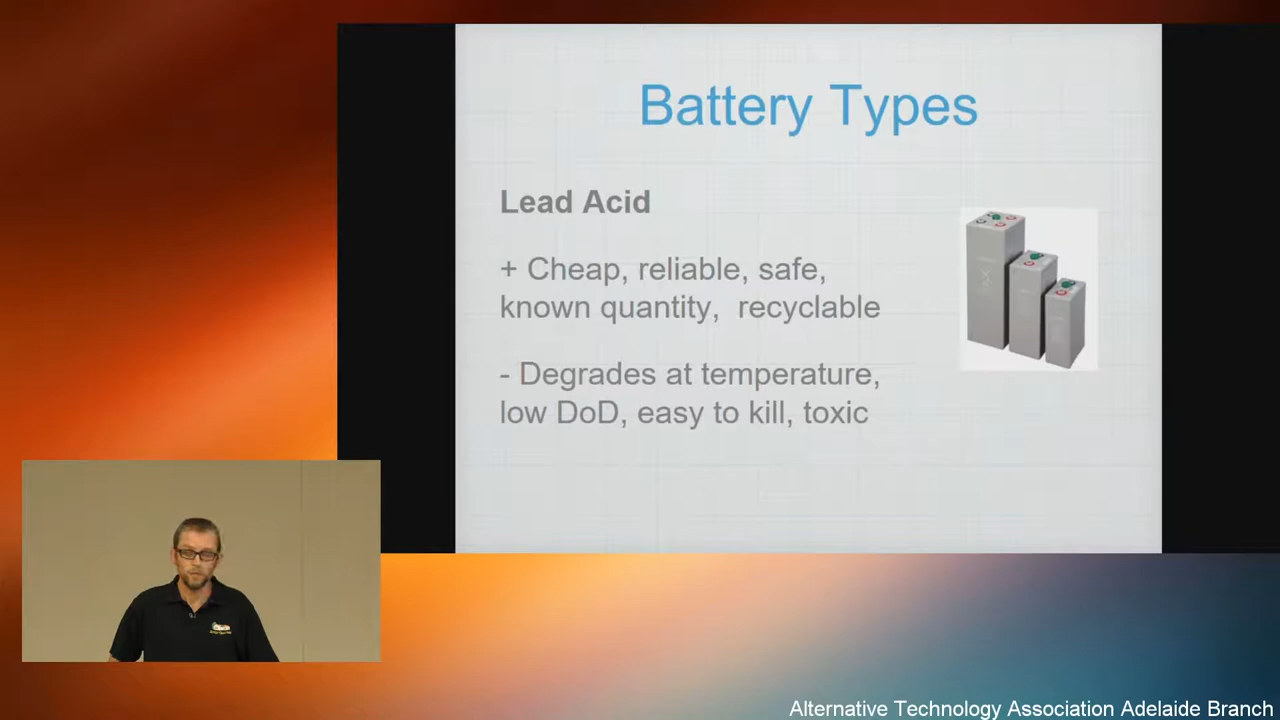 Battery Types
Lead Acid
+ Cheap, reliable, safe,
known quantity, recyclable
- Degrades at temperature,
low DoD, easy to kill, toxic
Alternative Technology Association Adelaide Branch